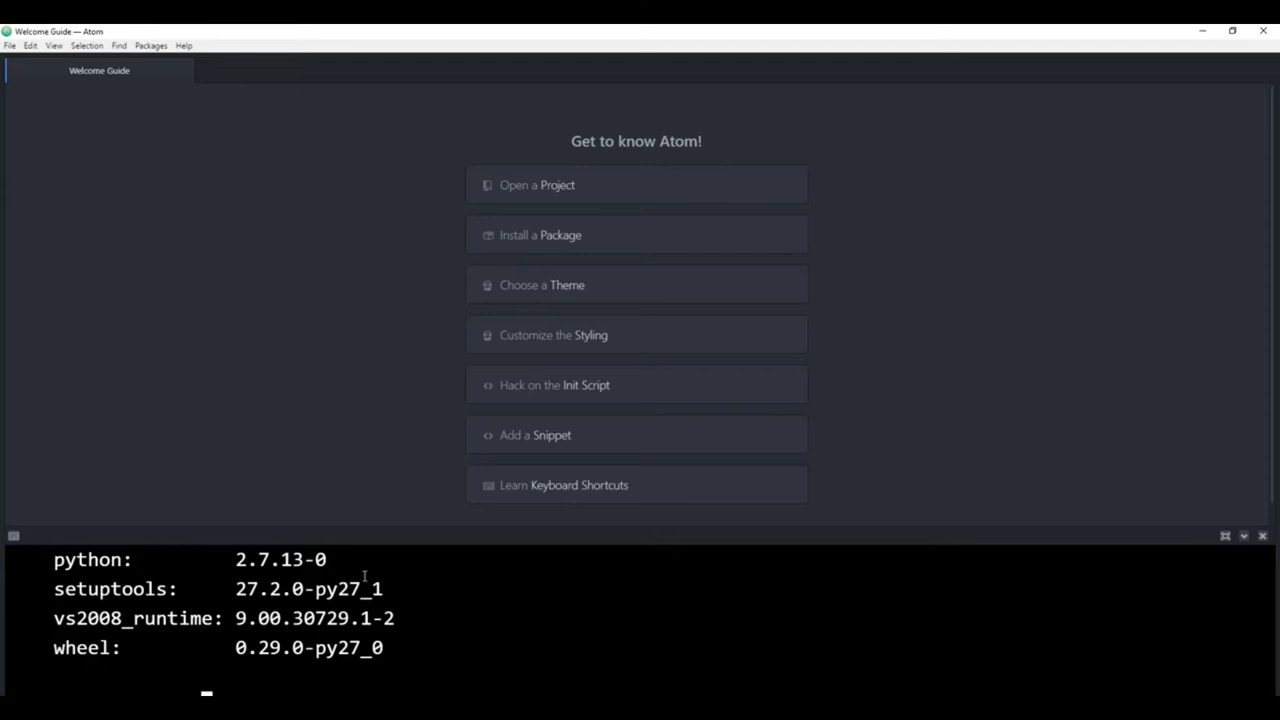 Welcome Guide — Atom
File Edit View Selection Find Packages Help
Welcome Guide
Get to know Atom!
Open a Project
Install a Package
Choose a Theme
Customize the Styling
Hack on the Init Script
Add a Snippet
Learn Keyboard Shortcuts
python: 2.7.13-0
setuptools: 27.2.0-py27_1
vs2008_runtime: 9.00.30729.1-2
wheel: 0.29.0-py27_0